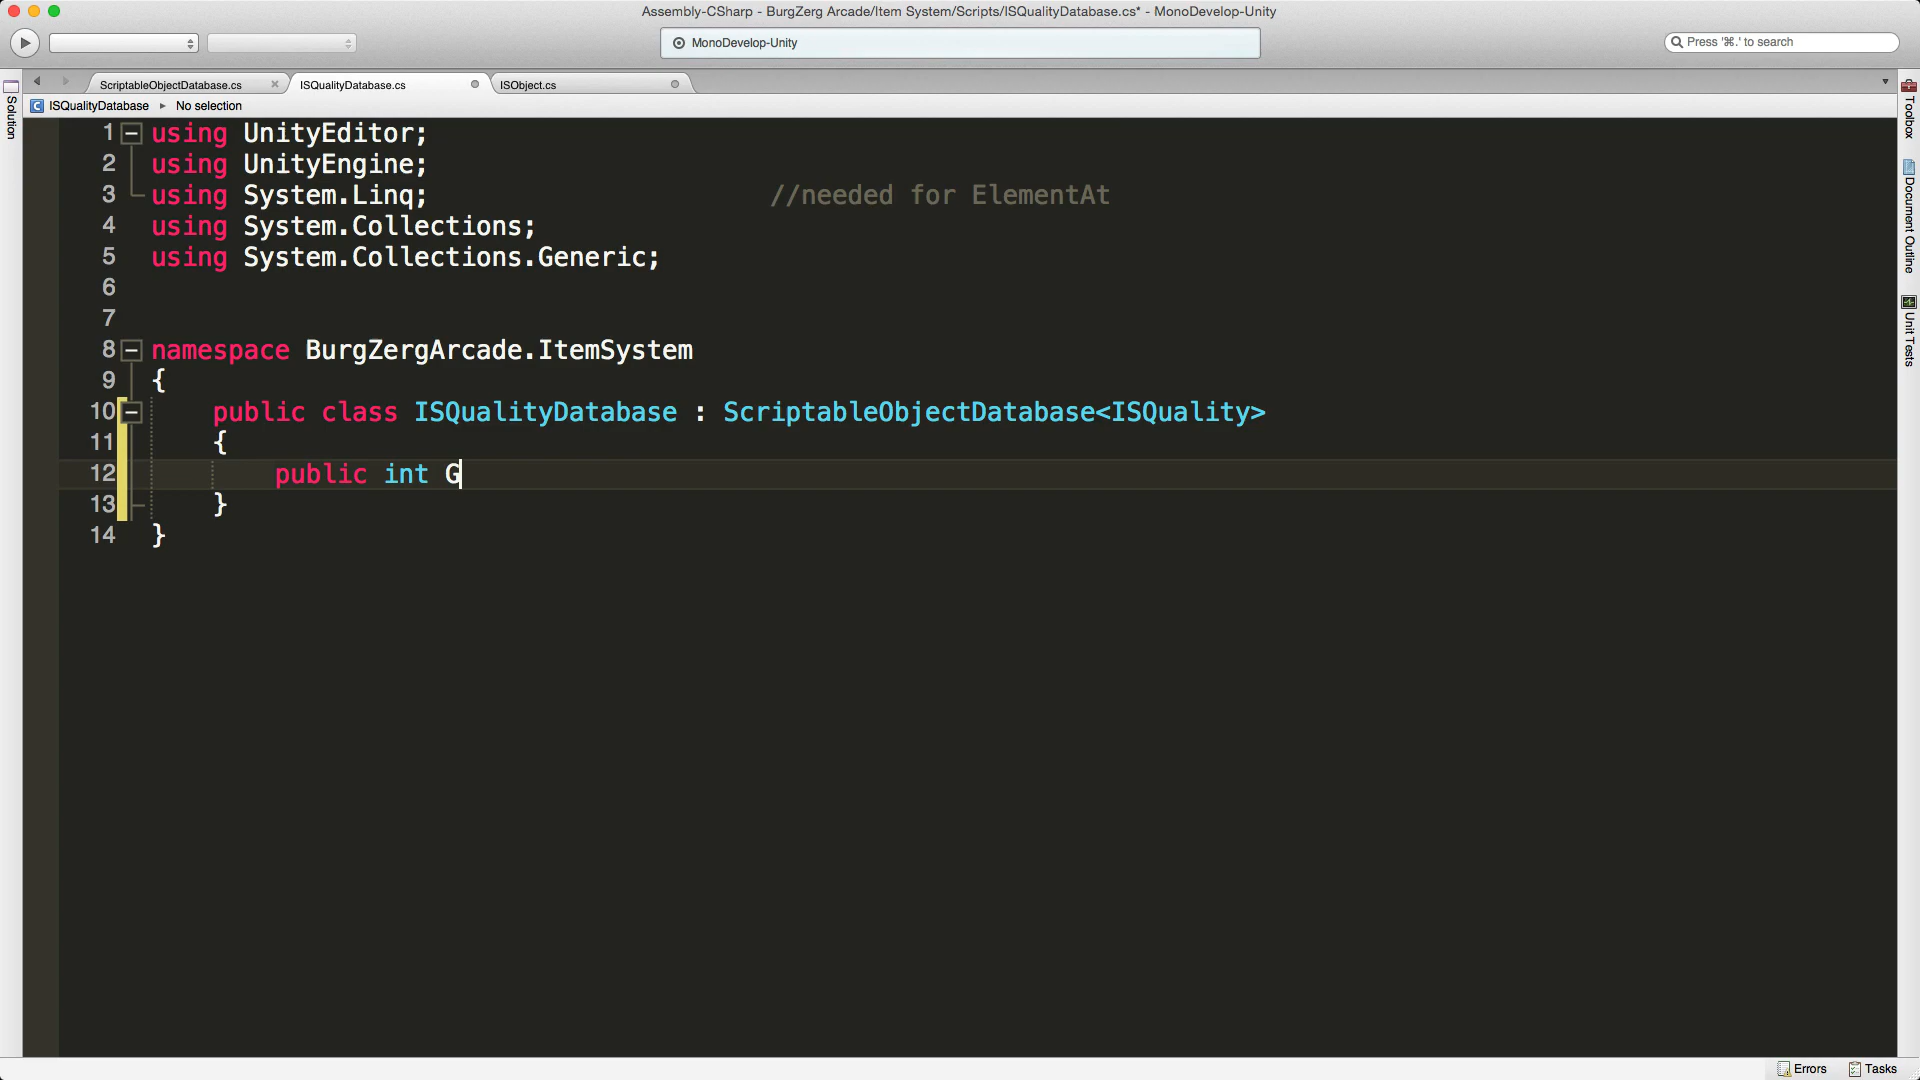 Assembly-CSharp - BurgZerg Arcade/Item System/Scripts/ISQualityDatabase.cs* - MonoDevelop-Unity
MonoDevelop-Unity
Press '⌘.' to search
ScriptableObjectDatabase.cs
ISQualityDatabase.cs
ISObject.cs
ISQualityDatabase ▸ No selection
Solution
Toolbox
Document Outline
Unit Tests
1 using UnityEditor;
2 using UnityEngine;
3 using System.Linq; //needed for ElementAt
4 using System.Collections;
5 using System.Collections.Generic;
6
7
8 namespace BurgZergArcade.ItemSystem
9 {
10 public class ISQualityDatabase : ScriptableObjectDatabase<ISQuality>
11 {
12 public int G
13 }
14 }
Errors
Tasks